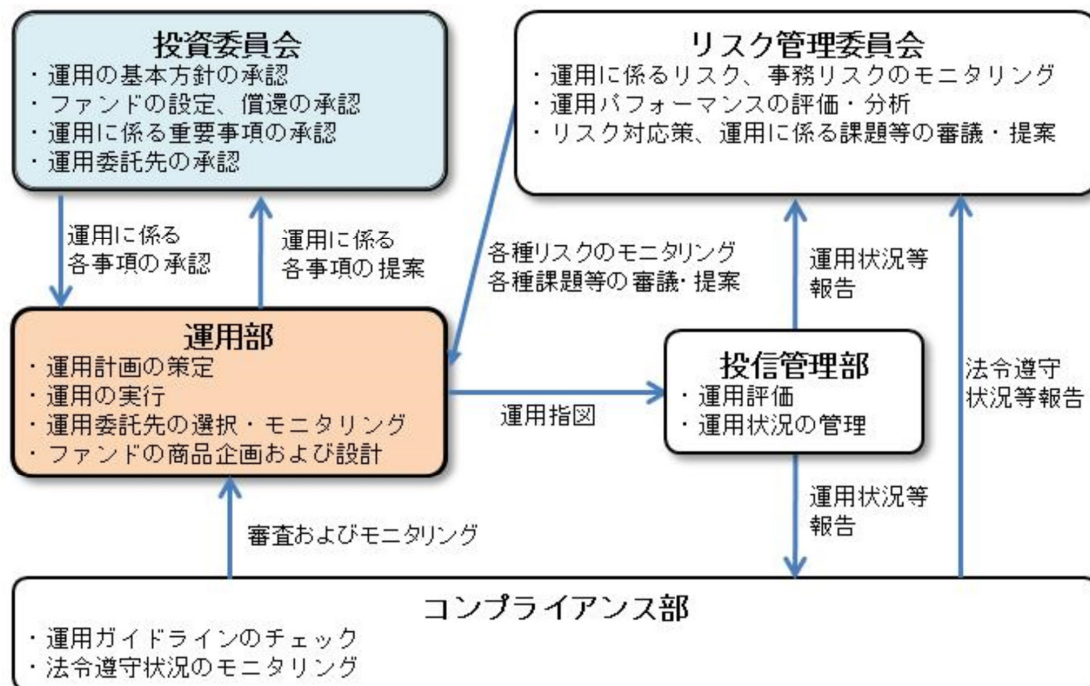 投資委員会
・運用の基本方針の承認
・ファンドの設定、償還の承認
・運用に係る重要事項の承認
・運用委託先の承認
リスク管理委員会
・運用に係るリスク、事務リスクのモニタリング
・運用パフォーマンスの評価・分析
・リスク対応策、運用に係る課題等の審議・提案
運用に係る
各事項の承認
運用に係る
各事項の提案
各種リスクのモニタリング
各種課題等の審議・提案
運用状況等
報告
法令遵守
状況等報告
運用部
・運用計画の策定
・運用の実行
・運用委託先の選択・モニタリング
・ファンドの商品企画および設計
運用指図
投信管理部
・運用評価
・運用状況の管理
審査およびモニタリング
運用状況等
報告
コンプライアンス部
・運用ガイドラインのチェック
・法令遵守状況のモニタリング